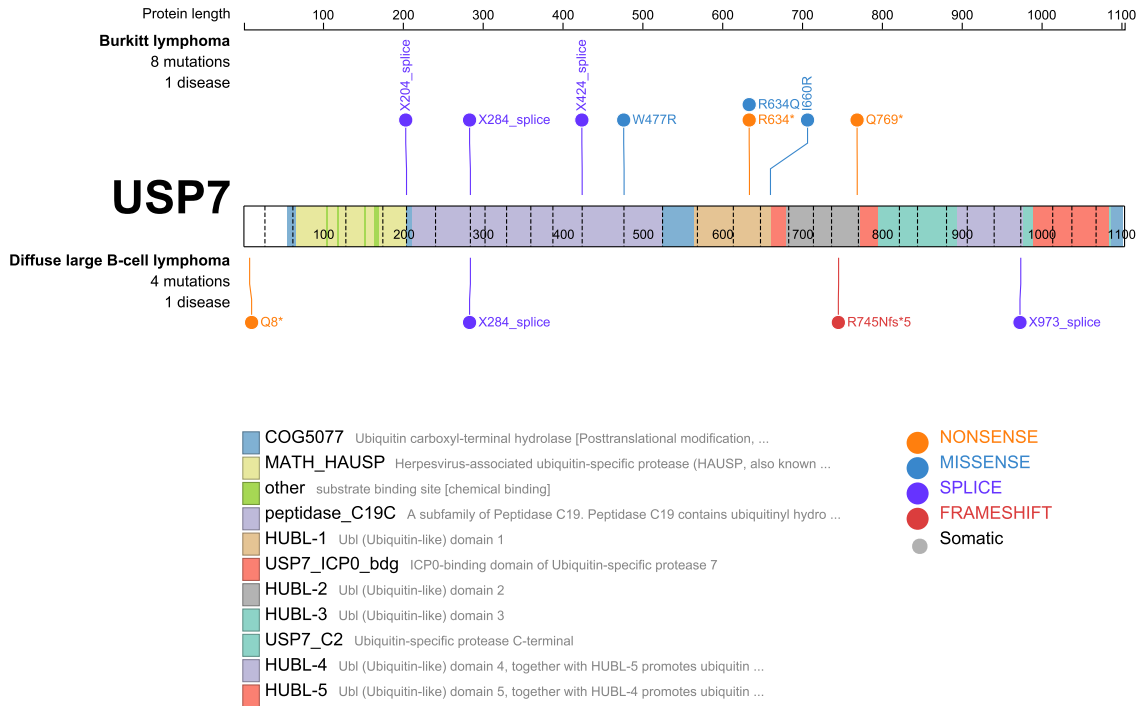 Protein length
100 200 300 400 500 600 700 800 900 1000 1100
Burkitt lymphoma
8 mutations
1 disease
X204_splice
X284_splice
X424_splice
W477R
R634Q
R634*
I660R
Q769*
USP7
100 200 300 400 500 600 700 800 900 1000 1100
Diffuse large B-cell lymphoma
4 mutations
1 disease
Q8*
X284_splice
R745Nfs*5
X973_splice
COG5077 Ubiquitin carboxyl-terminal hydrolase [Posttranslational modification, ...
MATH_HAUSP Herpesvirus-associated ubiquitin-specific protease (HAUSP, also known ...
other substrate binding site [chemical binding]
peptidase_C19C A subfamily of Peptidase C19. Peptidase C19 contains ubiquitinyl hydro ...
HUBL-1 Ubl (Ubiquitin-like) domain 1
USP7_ICP0_bdg ICP0-binding domain of Ubiquitin-specific protease 7
HUBL-2 Ubl (Ubiquitin-like) domain 2
HUBL-3 Ubl (Ubiquitin-like) domain 3
USP7_C2 Ubiquitin-specific protease C-terminal
HUBL-4 Ubl (Ubiquitin-like) domain 4, together with HUBL-5 promotes ubiquitin ...
HUBL-5 Ubl (Ubiquitin-like) domain 5, together with HUBL-4 promotes ubiquitin ...
NONSENSE
MISSENSE
SPLICE
FRAMESHIFT
Somatic